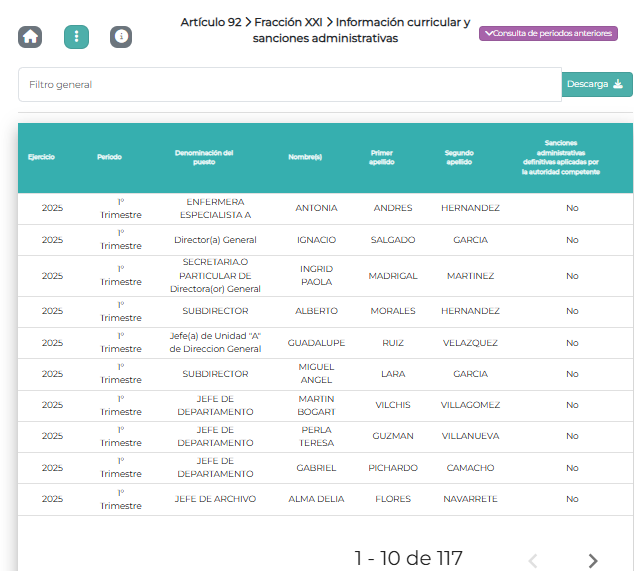 Artículo 92 > Fracción XXI > Información curricular y
sanciones administrativas
Consulta de periodos anteriores
Filtro general
Descarga
Ejercicio Periodo Denominación del puesto Nombre(s) Primer apellido Segundo apellido Sanciones administrativas definitivas aplicadas por la autoridad competente
2025 1° Trimestre ENFERMERA ESPECIALISTA A ANTONIA ANDRES HERNANDEZ No
2025 1° Trimestre Director(a) General IGNACIO SALGADO GARCIA No
2025 1° Trimestre SECRETARIA.O PARTICULAR DE Directora(or) General INGRID PAOLA MADRIGAL MARTINEZ No
2025 1° Trimestre SUBDIRECTOR ALBERTO MORALES HERNANDEZ No
2025 1° Trimestre Jefe(a) de Unidad "A" de Direccion General GUADALUPE RUIZ VELAZQUEZ No
2025 1° Trimestre SUBDIRECTOR MIGUEL ANGEL LARA GARCIA No
2025 1° Trimestre JEFE DE DEPARTAMENTO MARTIN BOGART VILCHIS VILLAGOMEZ No
2025 1° Trimestre JEFE DE DEPARTAMENTO PERLA TERESA GUZMAN VILLANUEVA No
2025 1° Trimestre JEFE DE DEPARTAMENTO GABRIEL PICHARDO CAMACHO No
2025 1° Trimestre JEFE DE ARCHIVO ALMA DELIA FLORES NAVARRETE No
1 - 10 de 117